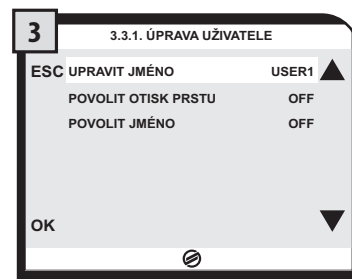 3
3.3.1. ÚPRAVA UŽIVATELE
ESC UPRAVIT JMÉNO USER1
POVOLIT OTISK PRSTU OFF
POVOLIT JMÉNO OFF
OK